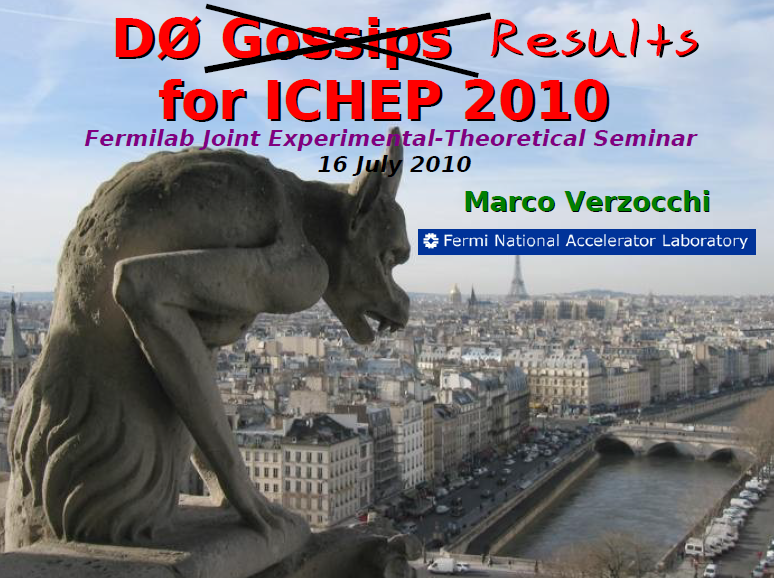 DØ Gossips Results
for ICHEP 2010
Fermilab Joint Experimental-Theoretical Seminar
16 July 2010
Marco Verzocchi
Fermi National Accelerator Laboratory